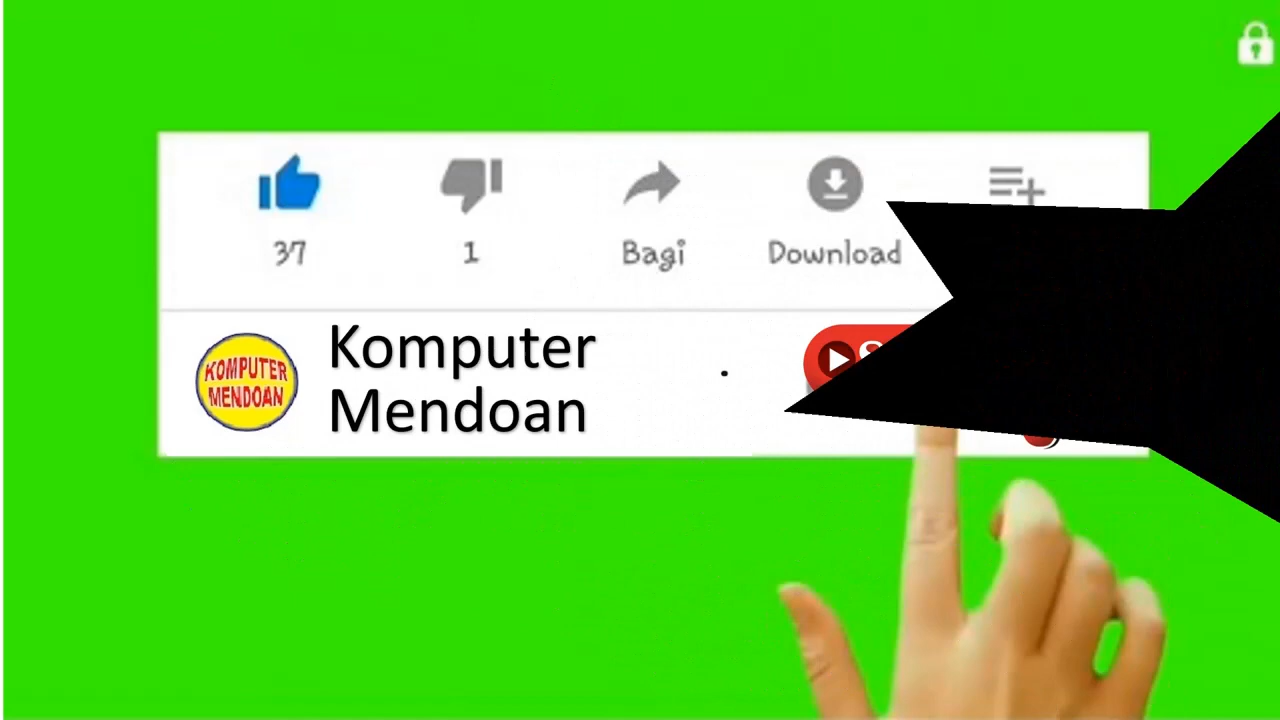 37
1
Bagi
Download
KOMPUTER
MENDOAN
Komputer
Mendoan